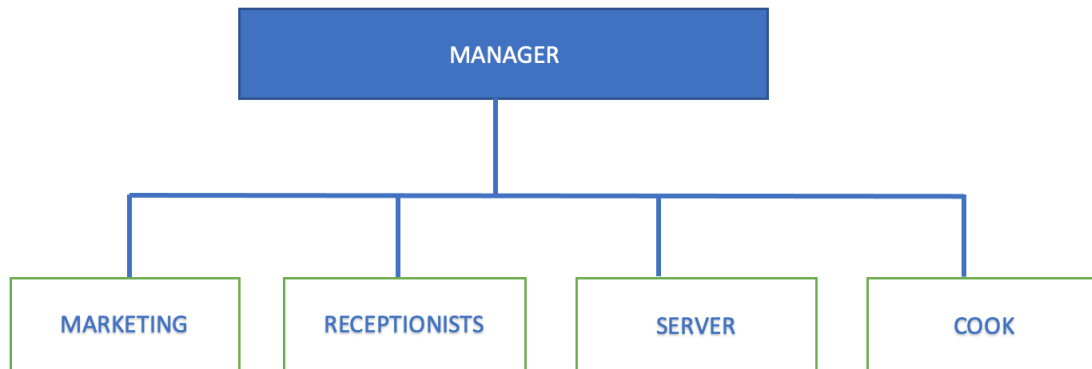 MANAGER
MARKETING
RECEPTIONISTS
SERVER
COOK